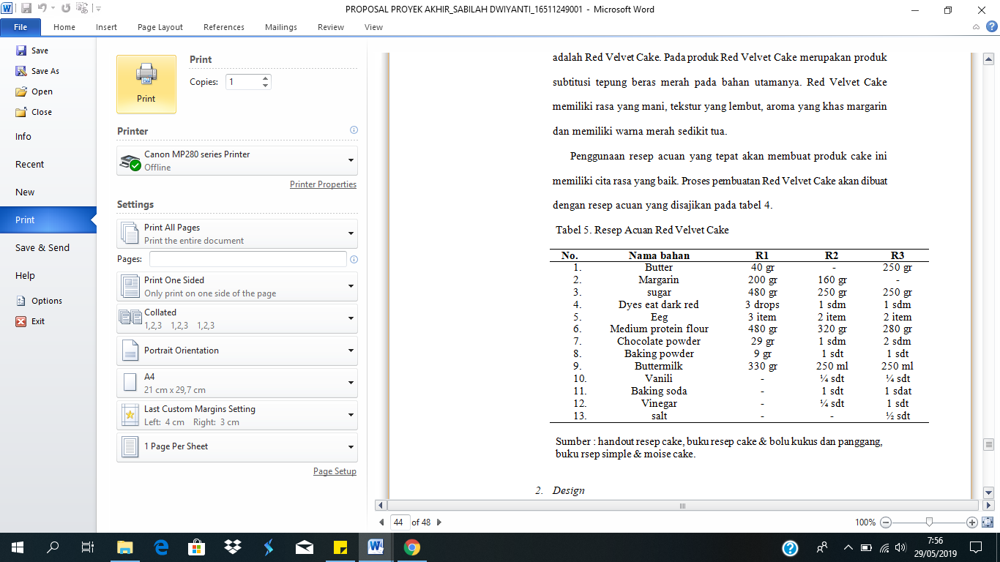 PROPOSAL PROYEK AKHIR_SABILAH DWIYANTI_16511249001 - Microsoft Word
File Home Insert Page Layout References Mailings Review View
Save
Save As
Open
Close
Info
Recent
New
Print
Save & Send
Help
Options
Exit
Print
Print
Copies: 1
Printer
Canon MP280 series Printer
Offline
Printer Properties
Settings
Print All Pages
Print the entire document
Pages:
Print One Sided
Only print on one side of the page
Collated
1,2,3 1,2,3 1,2,3
Portrait Orientation
A4
21 cm x 29,7 cm
Last Custom Margins Setting
Left: 4 cm Right: 3 cm
1 Page Per Sheet
Page Setup
adalah Red Velvet Cake. Pada produk Red Velvet Cake merupakan produk
subtitusi tepung beras merah pada bahan utamanya. Red Velvet Cake
memiliki rasa yang mani, tekstur yang lembut, aroma yang khas margarin
dan memiliki warna merah sedikit tua.
Penggunaan resep acuan yang tepat akan membuat produk cake ini
memiliki cita rasa yang baik. Proses pembuatan Red Velvet Cake akan dibuat
dengan resep acuan yang disajikan pada tabel 4.
Tabel 5. Resep Acuan Red Velvet Cake
No. Nama bahan R1 R2 R3
1. Butter 40 gr - 250 gr
2. Margarin 200 gr 160 gr -
3. sugar 480 gr 250 gr 250 gr
4. Dyes eat dark red 3 drops 1 sdm 1 sdm
5. Eeg 3 item 2 item 2 item
6. Medium protein flour 480 gr 320 gr 280 gr
7. Chocolate powder 29 gr 1 sdm 2 sdm
8. Baking powder 9 gr 1 sdt 1 sdt
9. Buttermilk 330 gr 250 ml 250 ml
10. Vanili - ¼ sdt ¼ sdt
11. Baking soda - 1 sdt 1 sdat
12. Vinegar - ¼ sdt 1 sdt
13. salt - - ½ sdt
Sumber : handout resep cake, buku resep cake & bolu kukus dan panggang,
buku rsep simple & moise cake.
2. Design
44 of 48
100%
7:56
29/05/2019